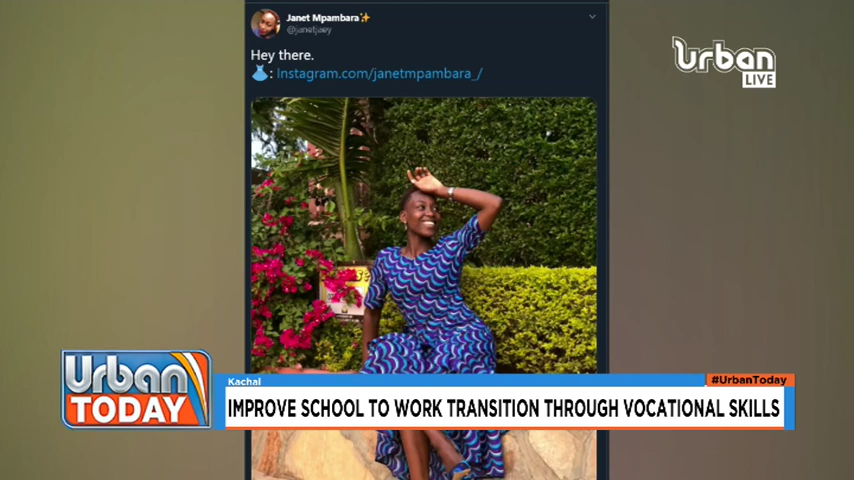 Janet Mpambara✨
@janetjaey
Hey there.
👗: Instagram.com/janetmpambara_/
Urban
LIVE
Urban
TODAY
Kachal
#UrbanToday
IMPROVE SCHOOL TO WORK TRANSITION THROUGH VOCATIONAL SKILLS